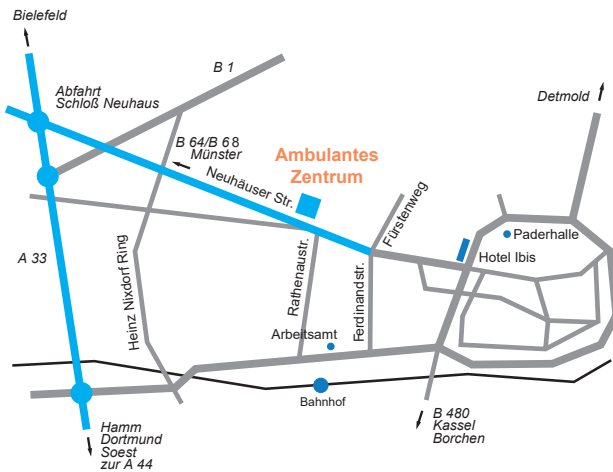 Bielefeld
B 1
Abfahrt
Schloß Neuhaus
Detmold
B 64/B 68
Münster
Ambulantes
Zentrum
Neuhäuser Str.
Fürstenweg
Paderhalle
Hotel Ibis
A 33
Heinz Nixdorf Ring
Rathenaustr.
Ferdinandstr.
Arbeitsamt
Bahnhof
Hamm
Dortmund
Soest
zur A 44
B 480
Kassel
Borchen